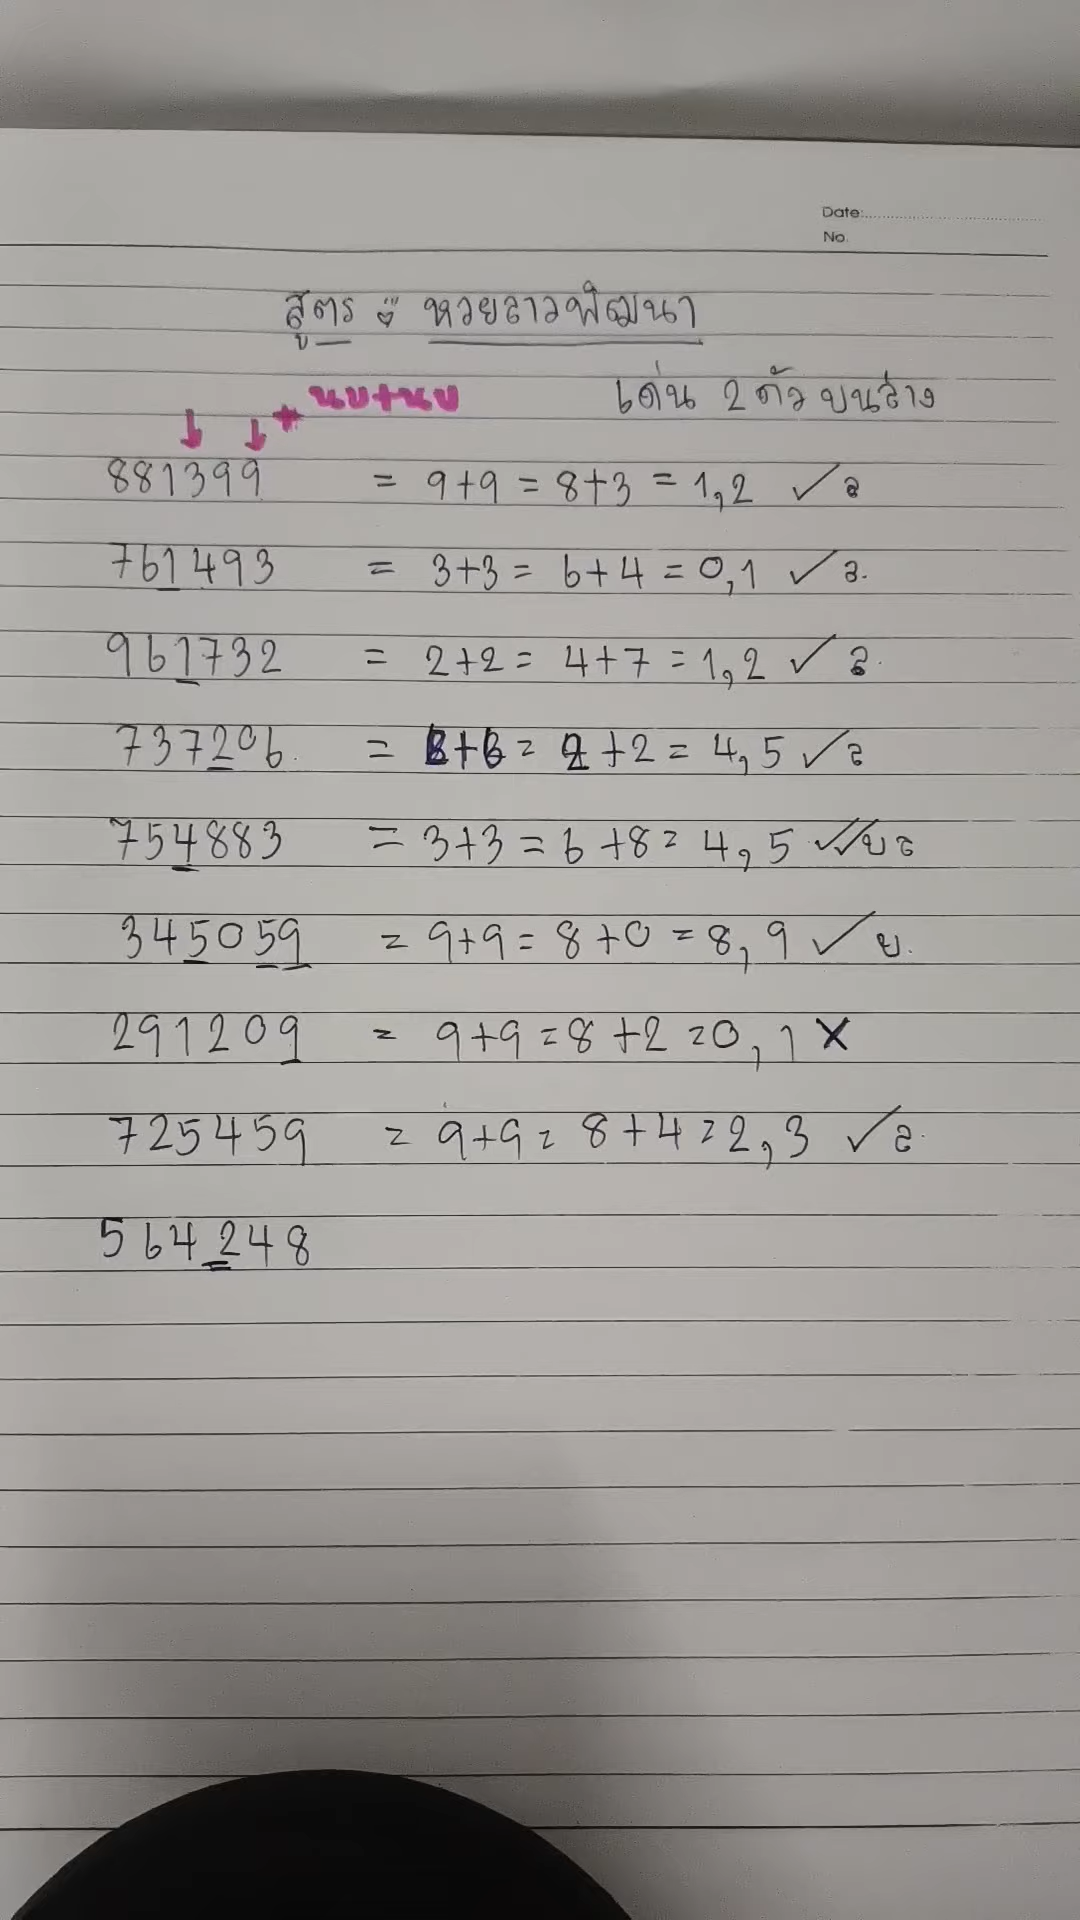 Date:
No.
สูตร หวยลาวพัฒนา
นบ+นบ เด่น 2 ตัว บนล่าง
↓ ↓ +
881399 = 9+9 = 8+3 = 1,2 ✓ ล
761493 = 3+3 = 6+4 = 0,1 ✓ ล.
961732 = 2+2 = 4+7 = 1,2 ✓ ล.
737206. = 6+6 = 2+2 = 4,5 ✓ ล
754883 = 3+3 = 6+8 = 4,5 ✓✓ บล
345059 = 9+9 = 8+0 = 8,9 ✓ บ.
291209 = 9+9 = 8+2 = 0,1 X
725459 = 9+9 = 8+4 = 2,3 ✓ ล.
564248